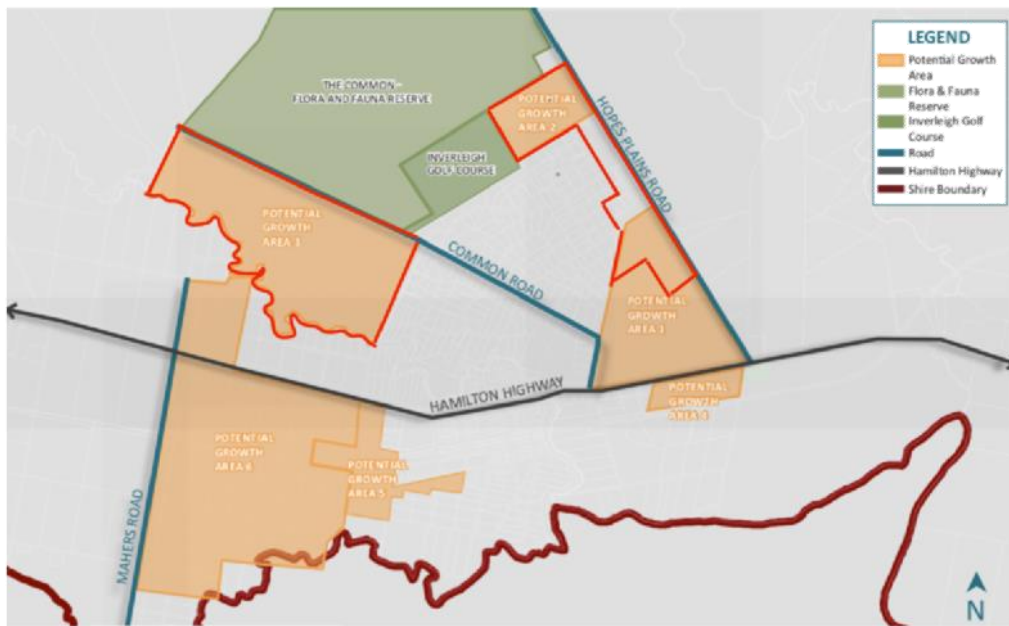 LEGEND
Potential Growth
Area
Flora & Fauna
Reserve
Inverleigh Golf
Course
Road
Hamilton Highway
Shire Boundary
THE COMMON -
FLORA AND FAUNA RESERVE
POTENTIAL
GROWTH
AREA 2
INVERLEIGH
GOLF COURSE
HOPES PLAINS ROAD
POTENTIAL
GROWTH
AREA 1
COMMON ROAD
POTENTIAL
GROWTH
AREA 3
HAMILTON HIGHWAY
POTENTIAL
GROWTH
AREA 4
POTENTIAL
GROWTH
AREA 6
POTENTIAL
GROWTH
AREA 5
MAHERS ROAD
N